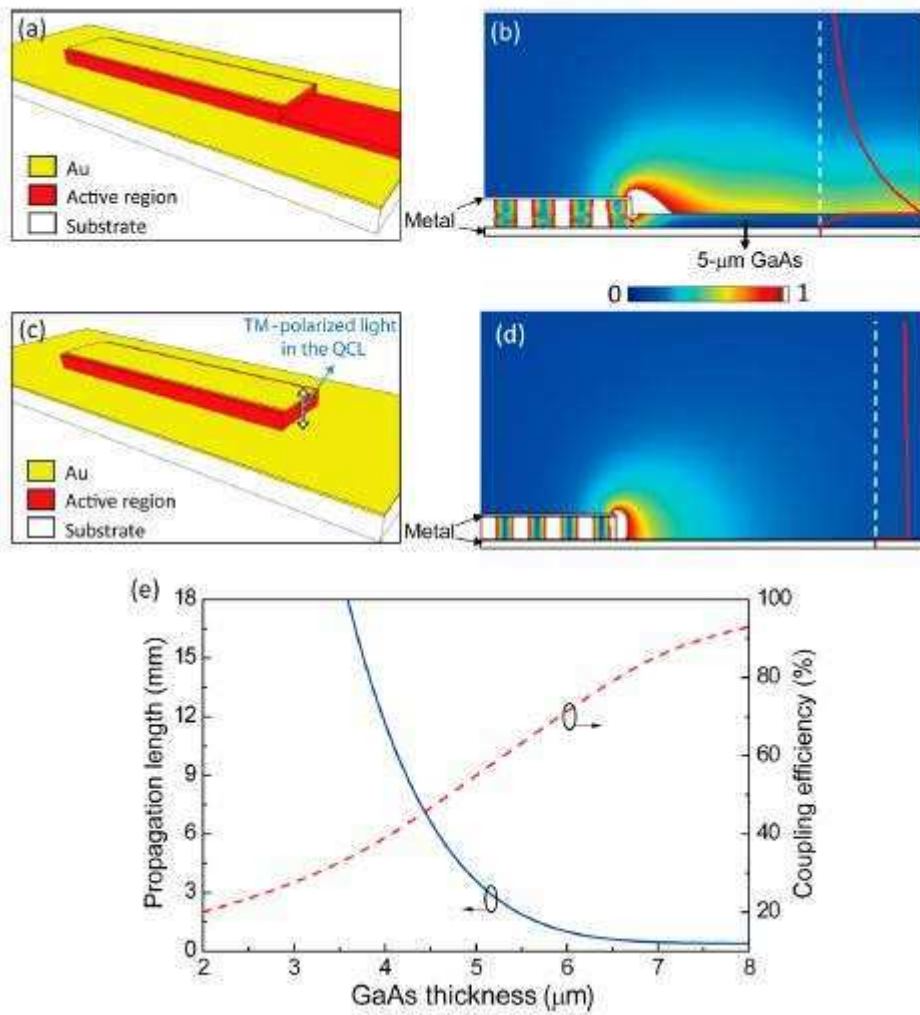 (a)
Au
Active region
Substrate
(b)
Metal
5-μm GaAs
0 1
(c)
TM-polarized light
in the QCL
Au
Active region
Substrate
(d)
Metal
(e)
18
15
12
9
6
3
0
Propagation length (mm)
100
80
60
40
20
Coupling efficiency (%)
2 3 4 5 6 7 8
GaAs thickness (μm)